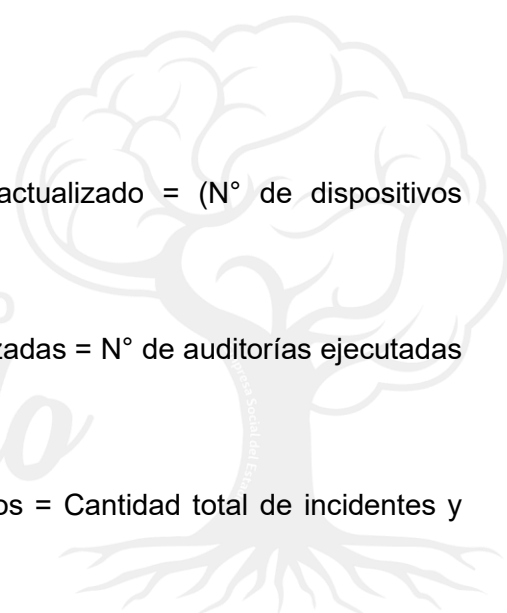 actualizado = (N° de dispositivos
zadas = N° de auditorías ejecutadas
os = Cantidad total de incidentes y